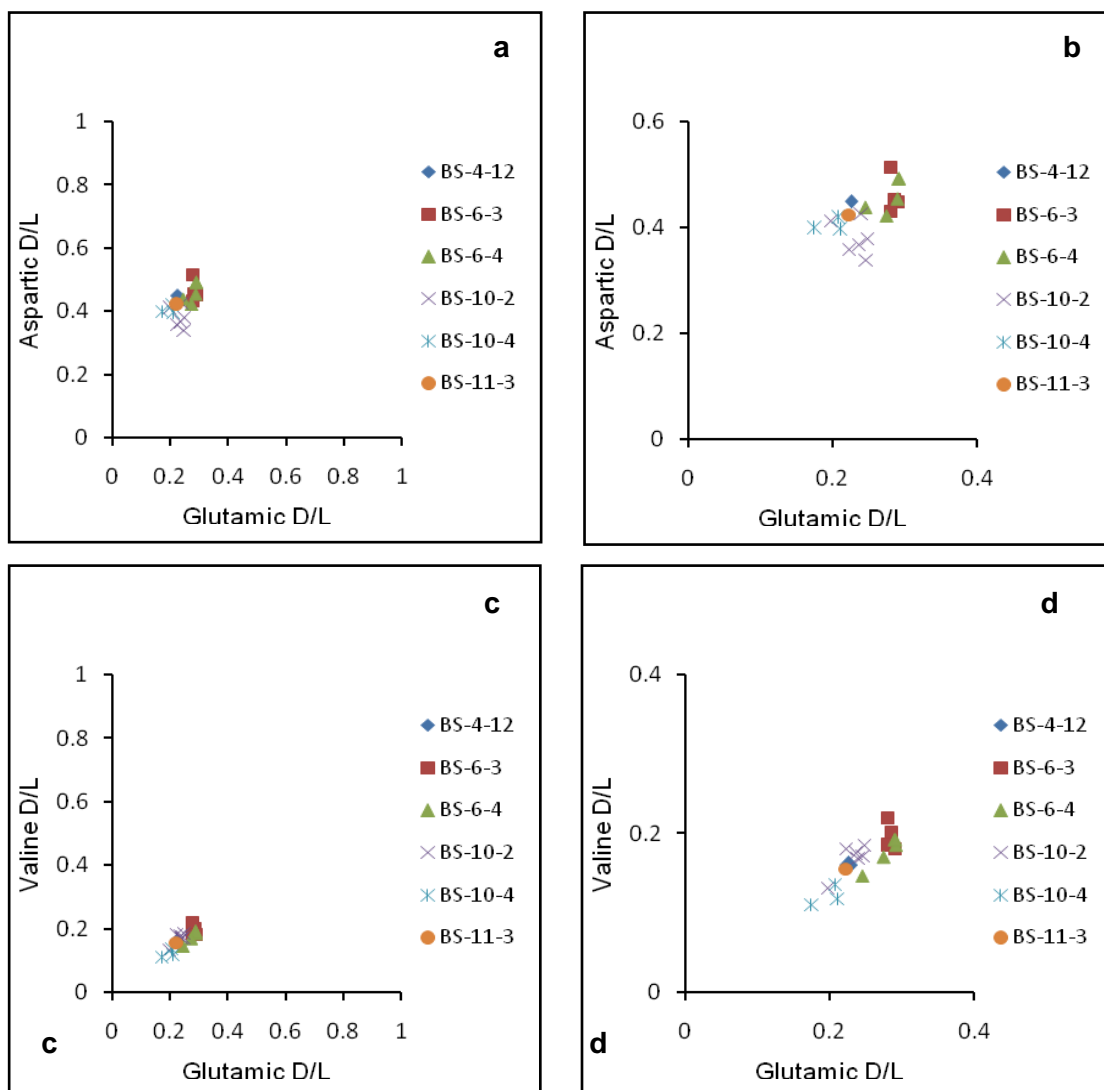 a
1
0.8
0.6
0.4
0.2
0
0 0.2 0.4 0.6 0.8 1
Aspartic D/L
Glutamic D/L
BS-4-12
BS-6-3
BS-6-4
BS-10-2
BS-10-4
BS-11-3
b
0.6
0.4
0.2
0
0 0.2 0.4
Aspartic D/L
Glutamic D/L
BS-4-12
BS-6-3
BS-6-4
BS-10-2
BS-10-4
BS-11-3
c
1
0.8
0.6
0.4
0.2
0
0 0.2 0.4 0.6 0.8 1
Valine D/L
Glutamic D/L
BS-4-12
BS-6-3
BS-6-4
BS-10-2
BS-10-4
BS-11-3
c
d
0.4
0.2
0
0 0.2 0.4
Valine D/L
Glutamic D/L
BS-4-12
BS-6-3
BS-6-4
BS-10-2
BS-10-4
BS-11-3
d